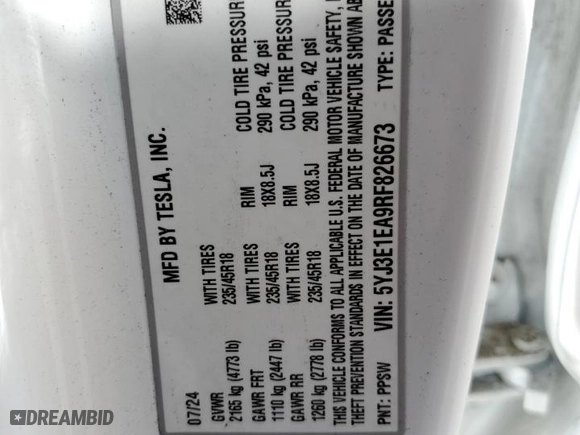 MFD BY TESLA, INC.
07/24
GVWR
2165 kg (4773 lb)
GAWR FRT WITH TIRES RIM COLD TIRE PRESSUR
1110 kg (2447 lb) 235/45R18 18X8.5J 290 kPa, 42 psi
GAWR RR WITH TIRES RIM COLD TIRE PRESSUR
1260 kg (2778 lb) 235/45R18 18X8.5J 290 kPa, 42 psi
THIS VEHICLE CONFORMS TO ALL APPLICABLE U.S. FEDERAL MOTOR VEHICLE SAFETY,
THEFT PREVENTION STANDARDS IN EFFECT ON THE DATE OF MANUFACTURE SHOWN AB
PNT: PPSW VIN: 5YJ3E1EA9RF826673 TYPE: PASSE
DREAMBID